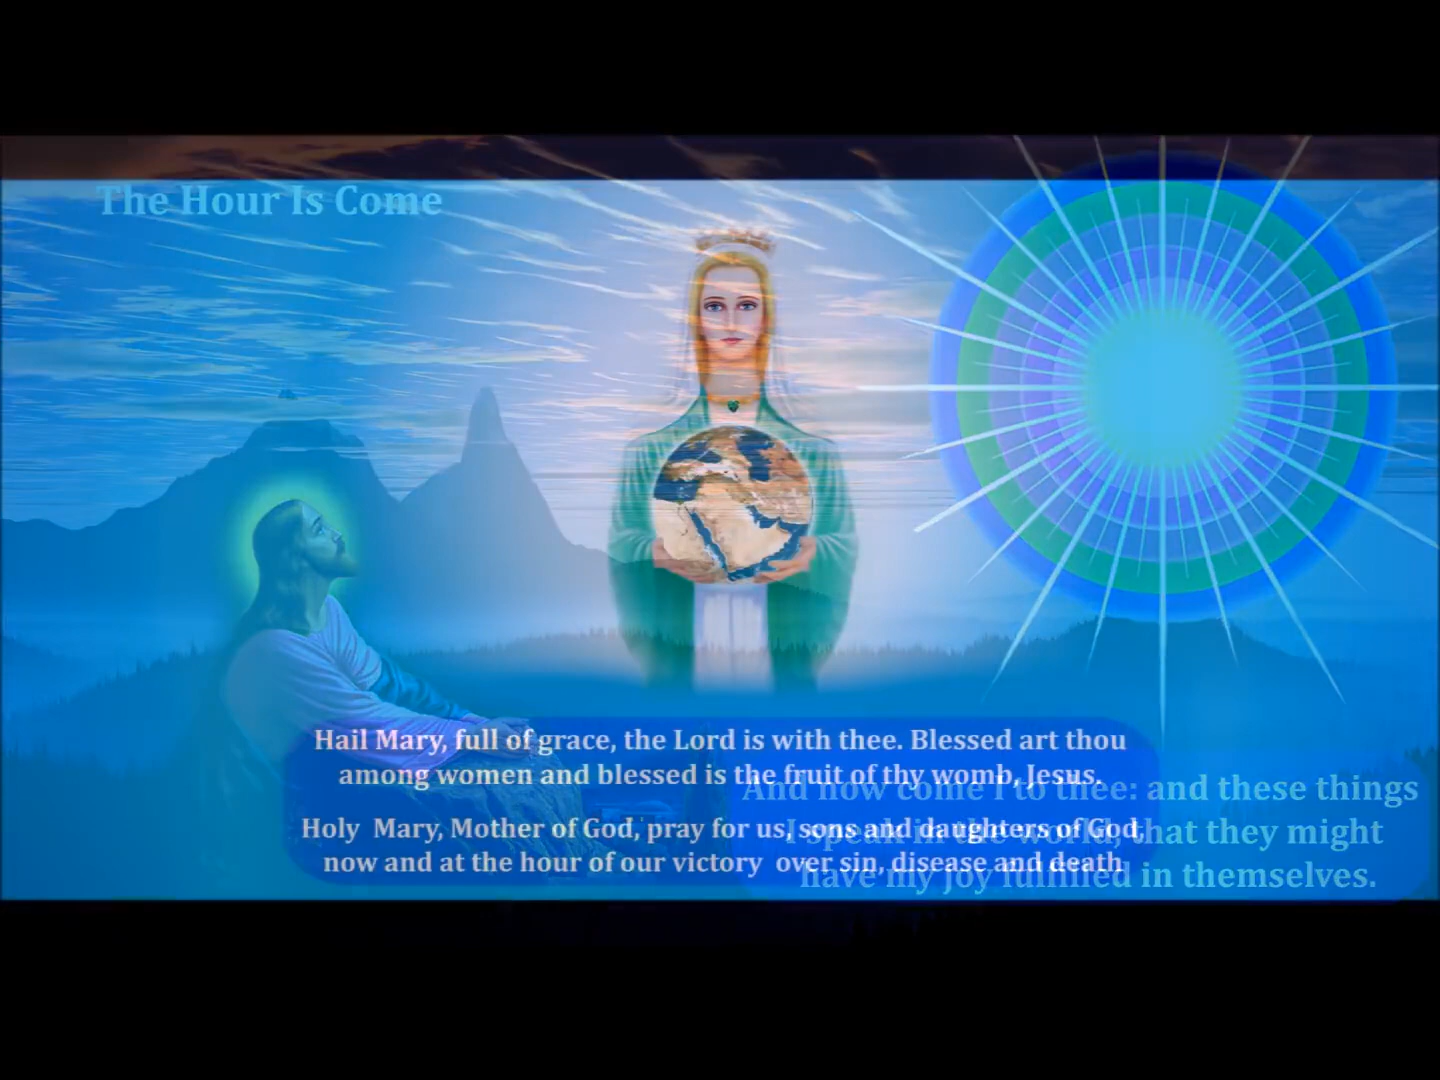 The Hour Is Come
Hail Mary, full of grace, the Lord is with thee. Blessed art thou
among women and blessed is the fruit of thy womb, Jesus.
Holy Mary, Mother of God, pray for us, sons and daughters of God,
now and at the hour of our victory over sin, disease and death
And now come I to thee: and these things
I speak in the world, that they might
have my joy fulfilled in themselves.